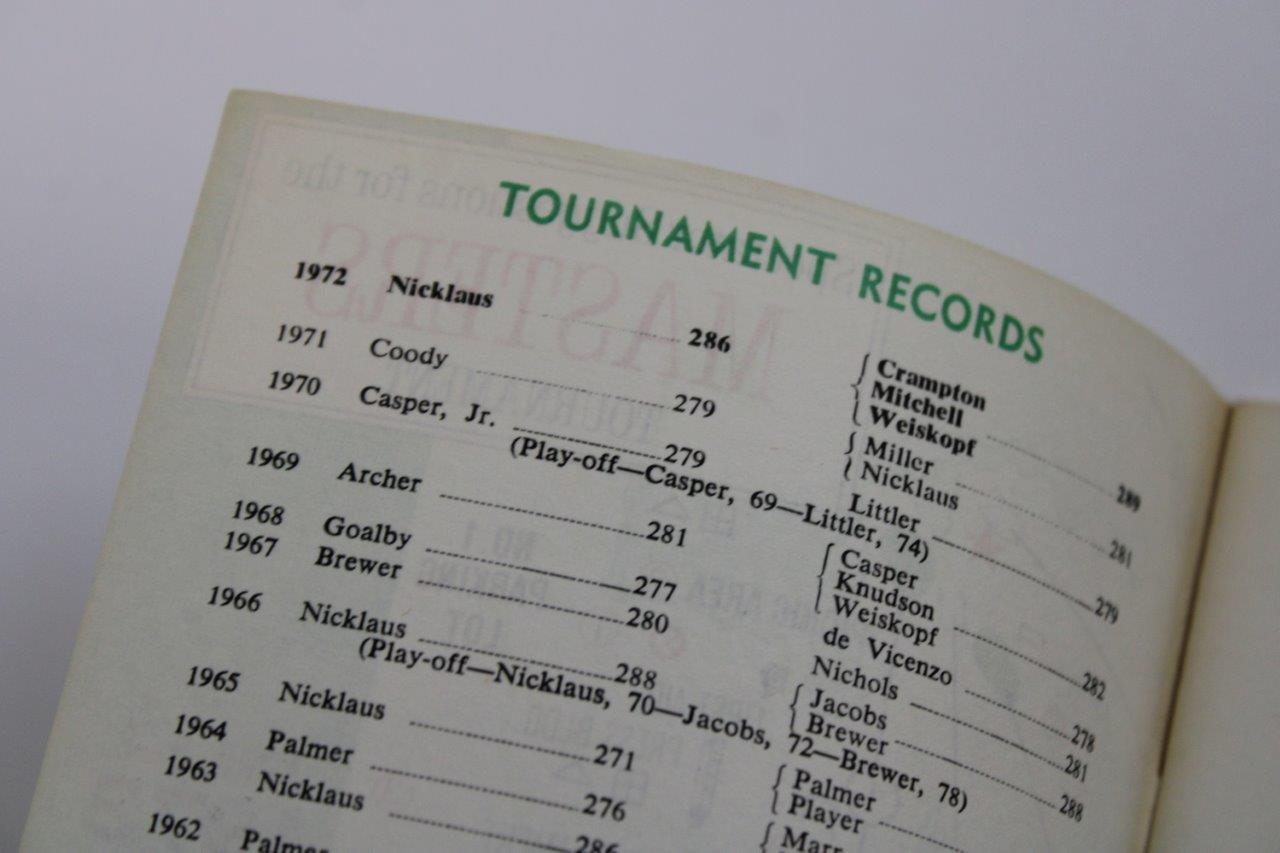 TOURNAMENT RECORDS
1972 Nicklaus 286 { Crampton
Mitchell
Weiskopf 289
1971 Coody 279 { Miller
Nicklaus 281
1970 Casper, Jr. 279 Littler 279
(Play-off—Casper, 69—Littler, 74)
1969 Archer 281 { Casper
Knudson
Weiskopf 282
1968 Goalby 277 de Vicenzo 278
1967 Brewer 280 Nichols 281
1966 Nicklaus 288 { Jacobs
Brewer 288
(Play-off—Nicklaus, 70—Jacobs, 72—Brewer, 78)
1965 Nicklaus 271 { Palmer
Player
1964 Palmer 276 { Marr
1963 Nicklaus 286
1962 Palmer